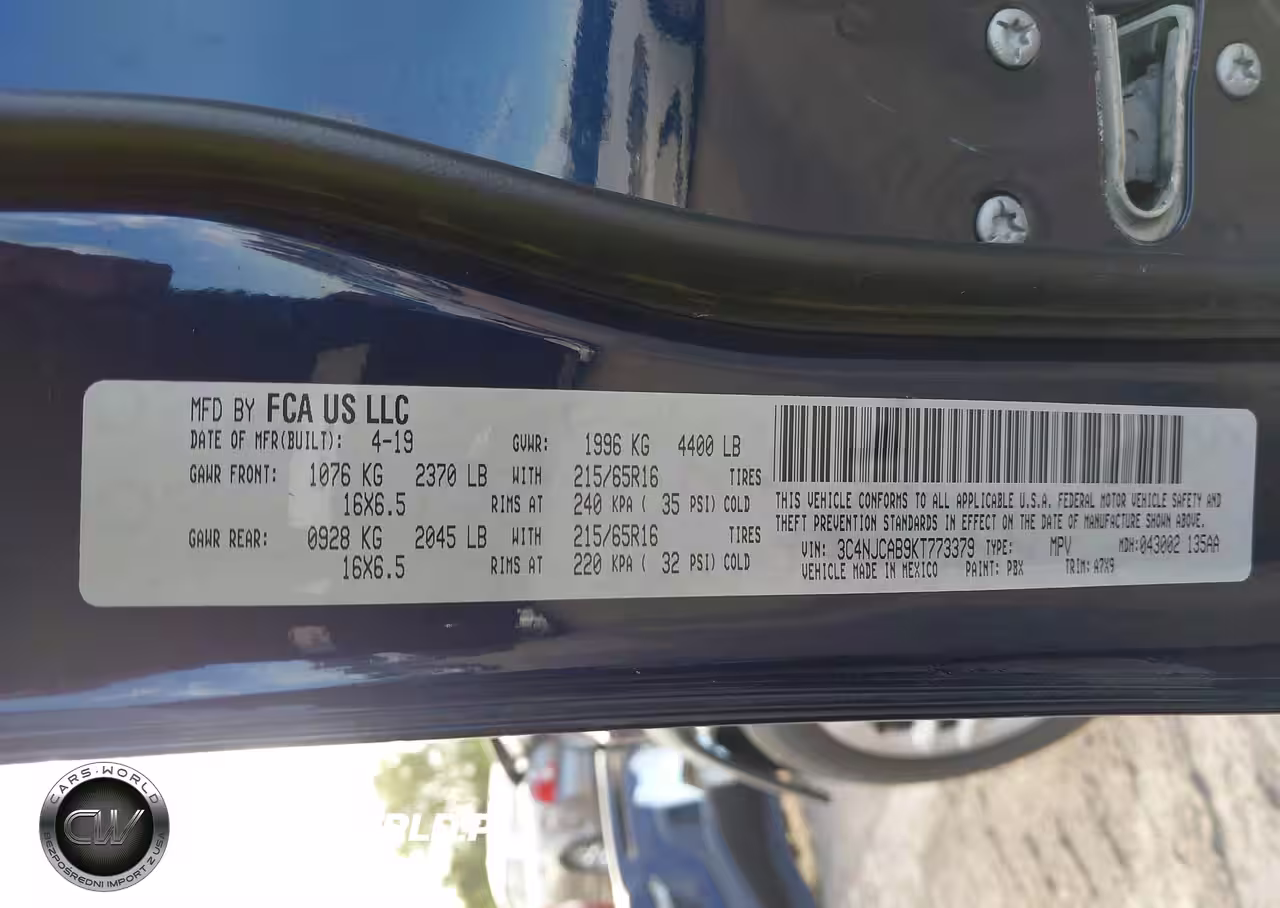 MFD BY FCA US LLC
DATE OF MFR(BUILT): 4-19 GVWR: 1996 KG 4400 LB
GAWR FRONT: 1076 KG 2370 LB WITH 215/65R16 TIRES
16X6.5 RIMS AT 240 KPA ( 35 PSI) COLD
GAWR REAR: 0928 KG 2045 LB WITH 215/65R16 TIRES
16X6.5 RIMS AT 220 KPA ( 32 PSI) COLD
THIS VEHICLE CONFORMS TO ALL APPLICABLE U.S.A. FEDERAL MOTOR VEHICLE SAFETY AND
THEFT PREVENTION STANDARDS IN EFFECT ON THE DATE OF MANUFACTURE SHOWN ABOVE.
VIN: 3C4NJCAB9KT773379 TYPE: MPV MDH:043002 135AA
VEHICLE MADE IN MEXICO PAINT: PBX TRIM: A7X9
CARS-WORLD
CW
BEZPOŚREDNI IMPORT Z USA